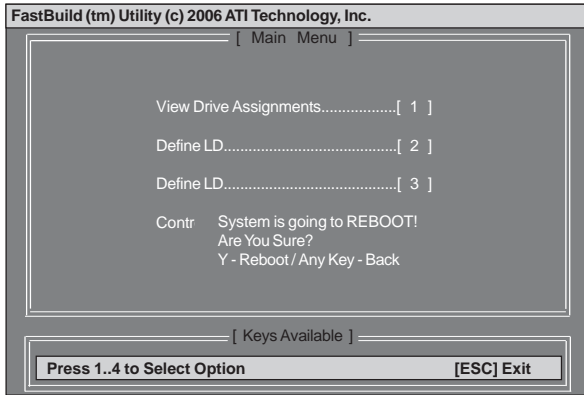 FastBuild (tm) Utility (c) 2006 ATI Technology, Inc.
[ Main Menu ]
View Drive Assignments..................[ 1 ]
Define LD..........................................[ 2 ]
Define LD..........................................[ 3 ]
Contr System is going to REBOOT!
Are You Sure?
Y - Reboot / Any Key - Back
[ Keys Available ]
Press 1..4 to Select Option [ESC] Exit